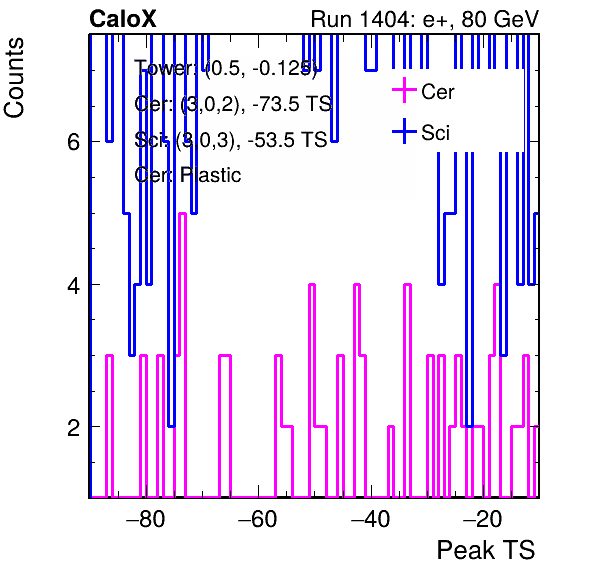 CaloX Run 1404: e+, 80 GeV
Counts
Tower: (0.5, -0.125)
Cer: (3,0,2), -73.5 TS
Sci: (3,0,3), -53.5 TS
Cer: Plastic
Cer
Sci
6
4
2
−80 −60 −40 −20
Peak TS